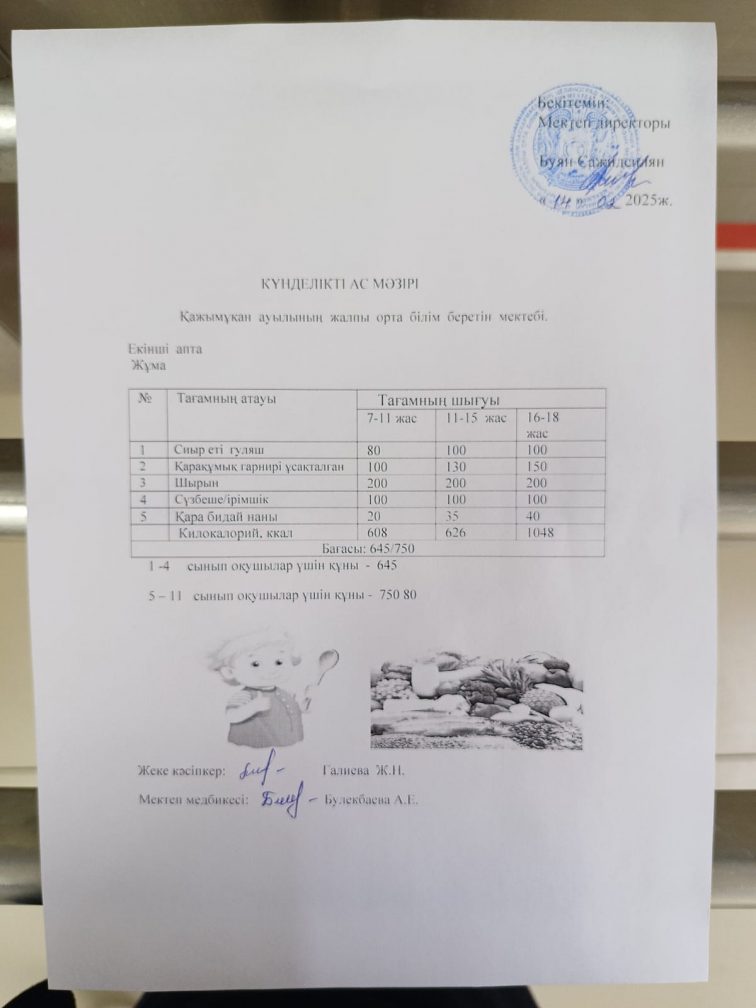 Бекітемін:
Мектеп директоры
Буян Сажилсиян
« 14 » 02 2025ж.
КҮНДЕЛІКТІ АС МӘЗІРІ
Қажымұқан ауылының жалпы орта білім беретін мектебі.
Екінші апта
Жұма
№ Тағамның атауы Тағамның шығуы
7-11 жас 11-15 жас 16-18 жас
1 Сиыр еті гуляш 80 100 100
2 Қарақұмық гарнирі ұсақталған 100 130 150
3 Шырын 200 200 200
4 Сүзбеше/ірімшік 100 100 100
5 Қара бидай наны 20 35 40
Килокалорий, ккал 608 626 1048
Бағасы: 645/750
1 -4 сынып оқушылар үшін құны - 645
5 – 11 сынып оқушылар үшін құны - 750 80
Жеке кәсіпкер: Галиева Ж.Н.
Мектеп медбикесі: Булекбаева А.Е.